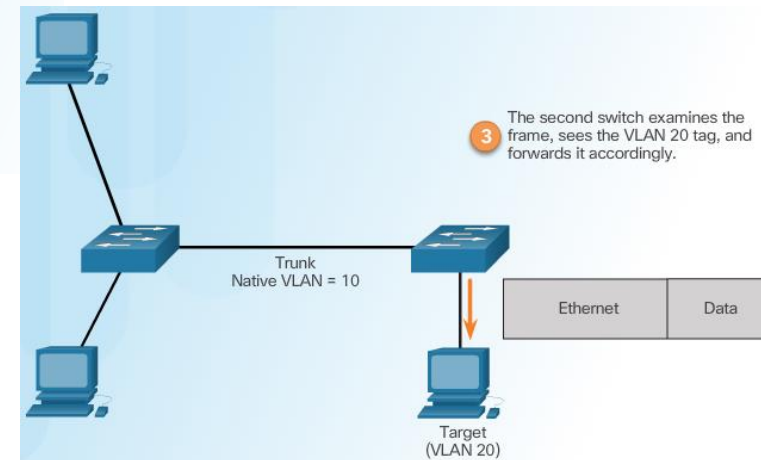 3
The second switch examines the
frame, sees the VLAN 20 tag, and
forwards it accordingly.
Trunk
Native VLAN = 10
Ethernet
Data
Target
(VLAN 20)